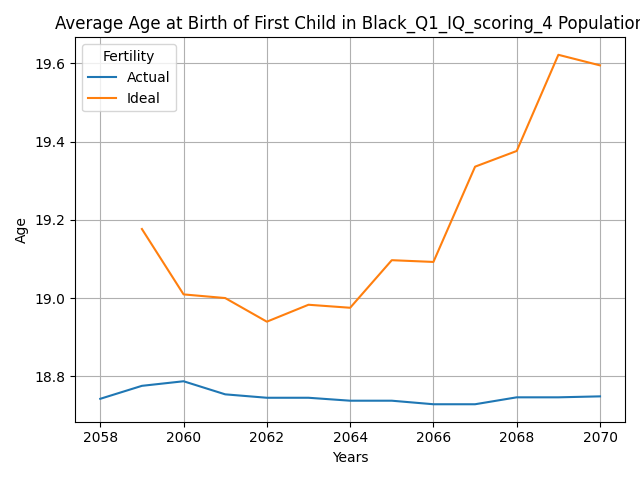 Average Age at Birth of First Child in Black_Q1_IQ_scoring_4 Population
Fertility
Actual
Ideal
19.6
19.4
19.2
19.0
18.8
Age
2058
2060
2062
2064
2066
2068
2070
Years